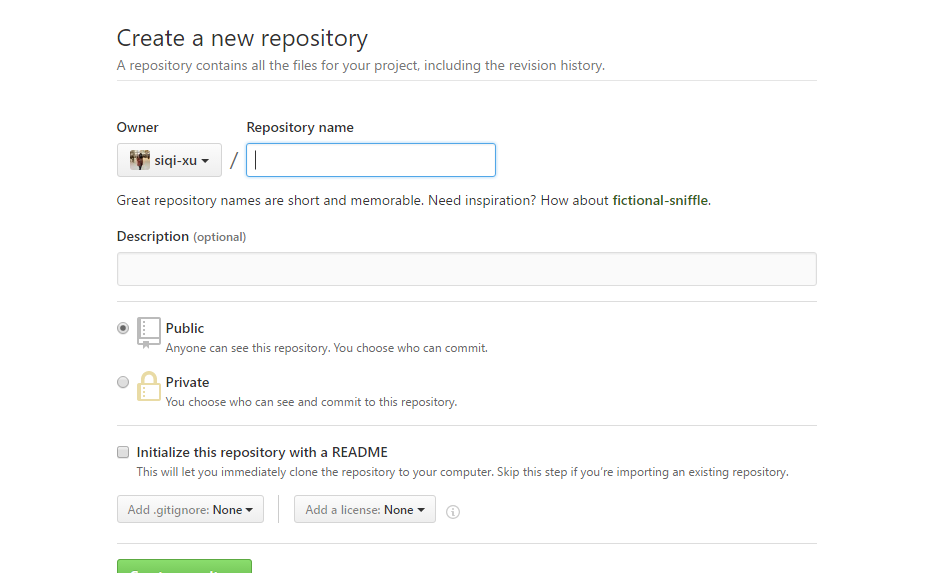 Create a new repository
A repository contains all the files for your project, including the revision history.
Owner Repository name
siqi-xu /
Great repository names are short and memorable. Need inspiration? How about fictional-sniffle.
Description (optional)
Public
Anyone can see this repository. You choose who can commit.
Private
You choose who can see and commit to this repository.
Initialize this repository with a README
This will let you immediately clone the repository to your computer. Skip this step if you’re importing an existing repository.
Add .gitignore: None Add a license: None